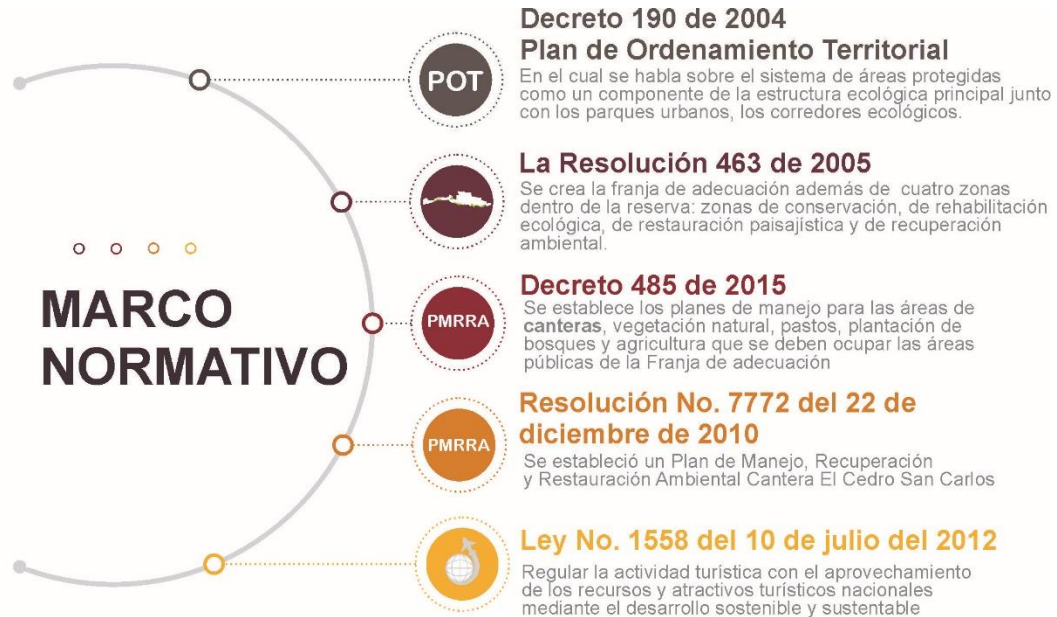 MARCO
NORMATIVO
POT
Decreto 190 de 2004
Plan de Ordenamiento Territorial
En el cual se habla sobre el sistema de áreas protegidas
como un componente de la estructura ecológica principal junto
con los parques urbanos, los corredores ecológicos.
La Resolución 463 de 2005
Se crea la franja de adecuación además de cuatro zonas
dentro de la reserva: zonas de conservación, de rehabilitación
ecológica, de restauración paisajística y de recuperación
ambiental.
PMRRA
Decreto 485 de 2015
Se establece los planes de manejo para las áreas de
canteras, vegetación natural, pastos, plantación de
bosques y agricultura que se deben ocupar las áreas
públicas de la Franja de adecuación
PMRRA
Resolución No. 7772 del 22 de
diciembre de 2010
Se estableció un Plan de Manejo, Recuperación
y Restauración Ambiental Cantera El Cedro San Carlos
Ley No. 1558 del 10 de julio del 2012
Regular la actividad turística con el aprovechamiento
de los recursos y atractivos turísticos nacionales
mediante el desarrollo sostenible y sustentable